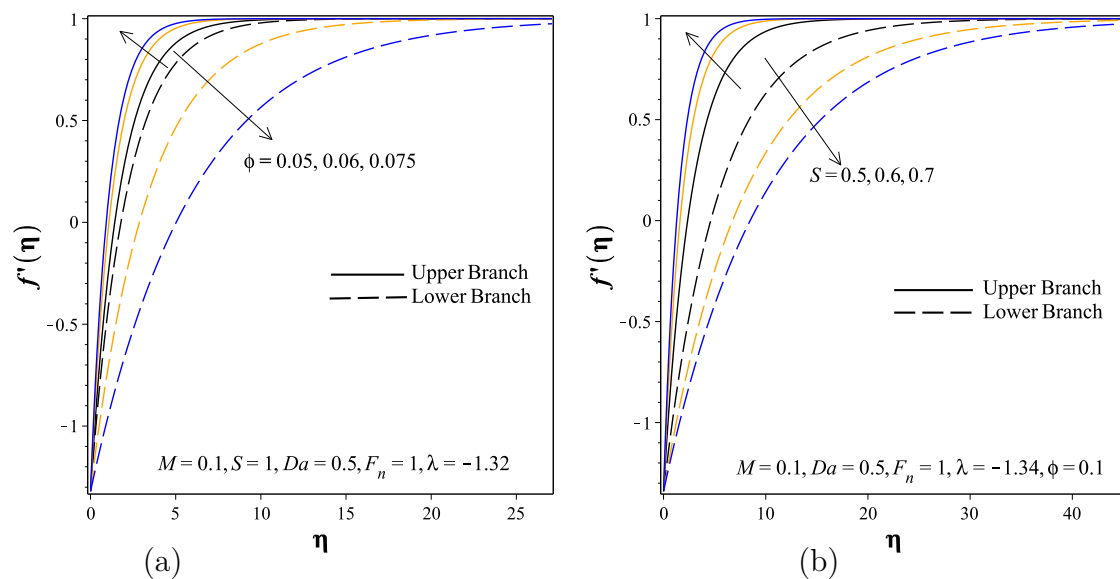 1
0.5
0
−0.5
−1
f'(η)
ϕ = 0.05, 0.06, 0.075
Upper Branch
Lower Branch
M = 0.1, S = 1, Da = 0.5, F_n = 1, λ = −1.32
0 5 10 15 20 25
η
(a)
1
0.5
0
−0.5
−1
f'(η)
S = 0.5, 0.6, 0.7
Upper Branch
Lower Branch
M = 0.1, Da = 0.5, F_n = 1, λ = −1.34, ϕ = 0.1
0 10 20 30 40
η
(b)